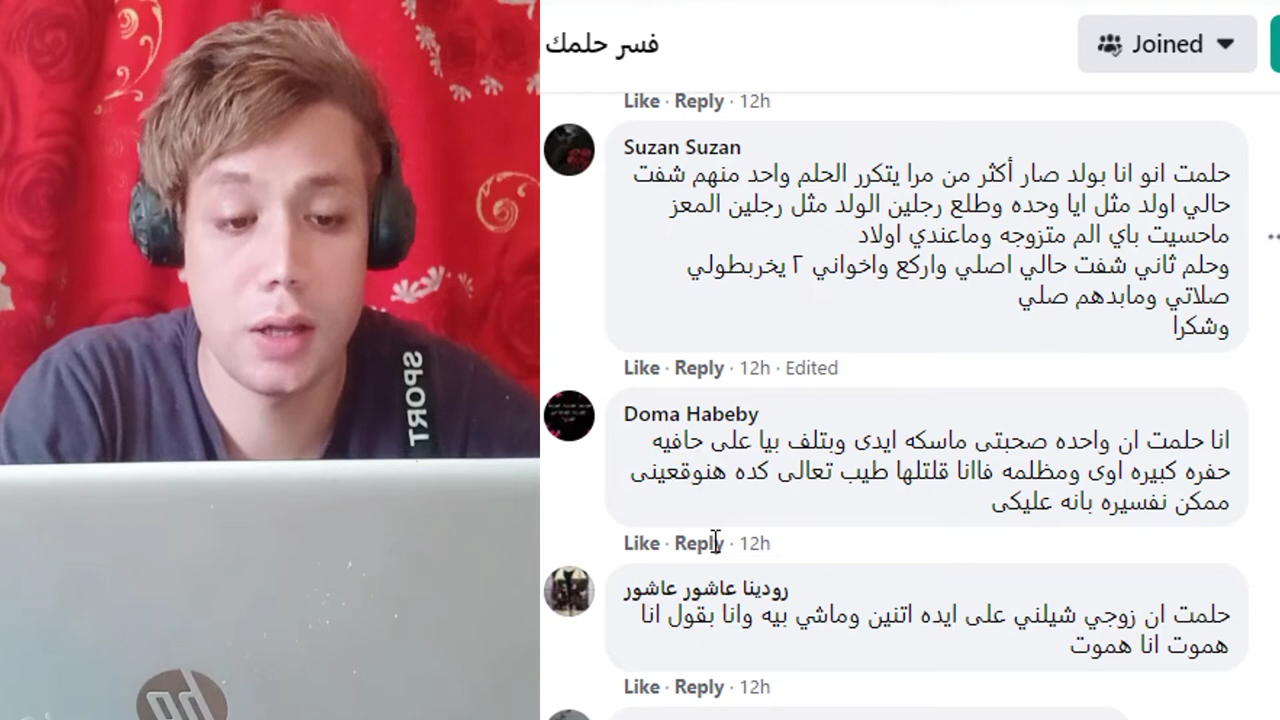 SPORT
hp
فسر حلمك
Joined
Like · Reply · 12h
Suzan Suzan
حلمت انو انا بولد صار أكثر من مرا يتكرر الحلم واحد منهم شفت
حالي اولد مثل ايا وحده وطلع رجلين الولد مثل رجلين المعز
ماحسيت باي الم متزوجه وماعندي اولاد
وحلم ثاني شفت حالي اصلي واركع واخواني ٢ يخربطولي
صلاتي ومابدهم صلي
وشكرا
Like · Reply · 12h · Edited
Doma Habeby
انا حلمت ان واحده صحبتى ماسكه ايدى وبتلف بيا على حافيه
حفره كبيره اوى ومظلمه فاانا قلتلها طيب تعالى كده هنوقعينى
ممكن نفسيره بانه عليكى
Like · Reply · 12h
رودينا عاشور عاشور
حلمت ان زوجي شيلني على ايده اتنين وماشي بيه وانا بقول انا
هموت انا هموت
Like · Reply · 12h